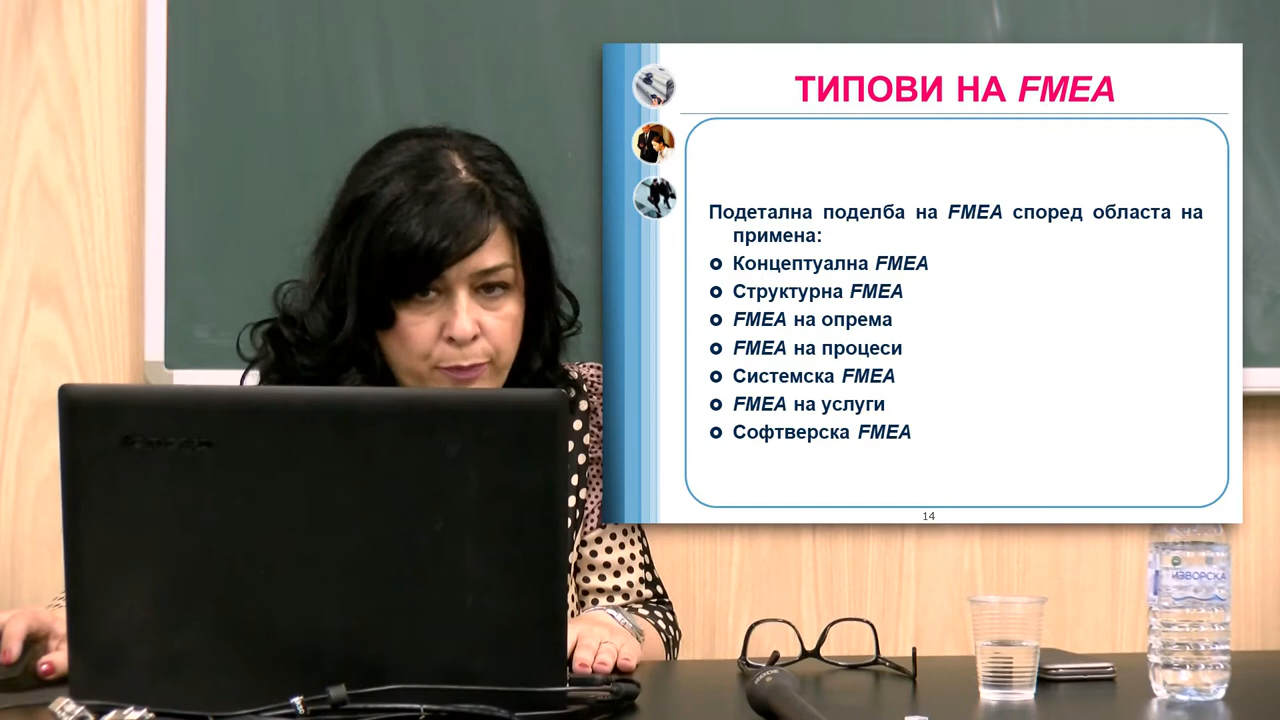 ТИПОВИ НА FMEA
Подетална поделба на FMEA според областа на
примена:
Концептуална FMEA
Структурна FMEA
FMEA на опрема
FMEA на процеси
Системска FMEA
FMEA на услуги
Софтверска FMEA
14
ИЗВОРСКА
RØDE